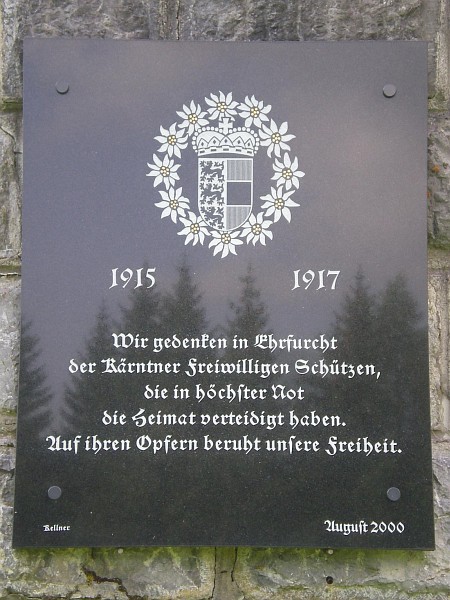 1915 1917
Wir gedenken in Ehrfurcht
der Kärntner Freiwilligen Schützen,
die in höchſter Not
die Heimat verteidigt haben.
Auf ihren Opfern beruht unſere Freiheit.
Kellner August 2000